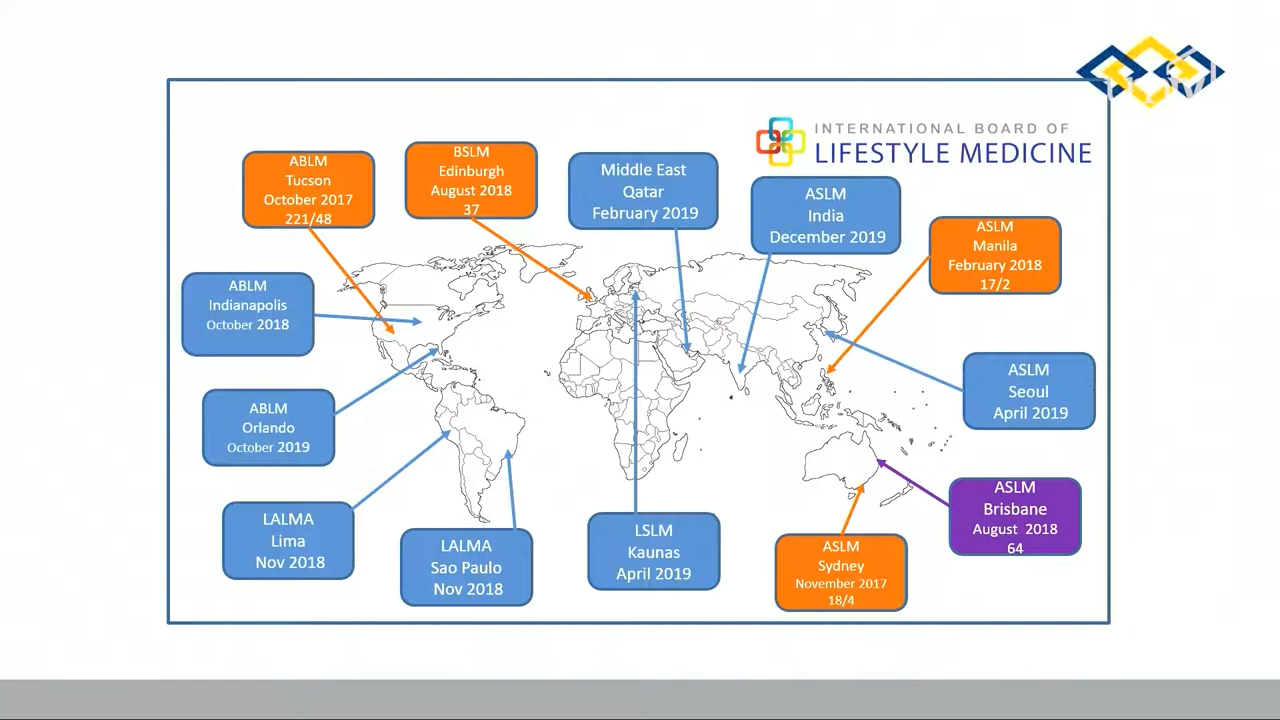 INTERNATIONAL BOARD OF
LIFESTYLE MEDICINE
ABLM
Tucson
October 2017
221/48
BSLM
Edinburgh
August 2018
37
Middle East
Qatar
February 2019
ASLM
India
December 2019
ASLM
Manila
February 2018
17/2
ABLM
Indianapolis
October 2018
ASLM
Seoul
April 2019
ABLM
Orlando
October 2019
LALMA
Lima
Nov 2018
LALMA
Sao Paulo
Nov 2018
LSLM
Kaunas
April 2019
ASLM
Sydney
November 2017
18/4
ASLM
Brisbane
August 2018
64